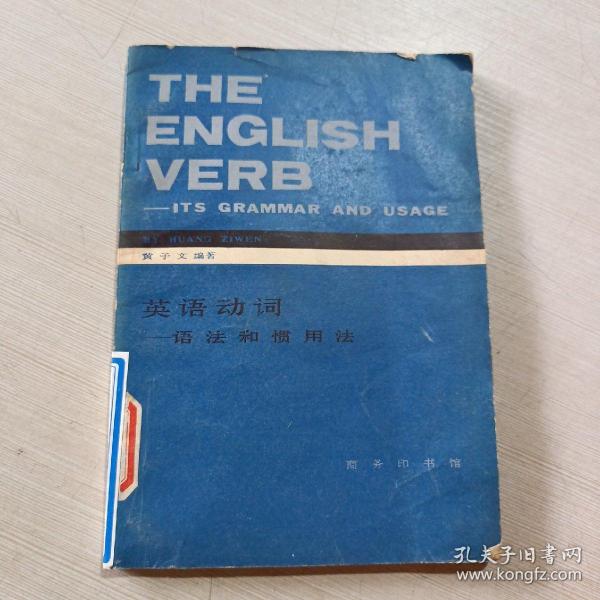 THE
ENGLISH
VERB
—ITS GRAMMAR AND USAGE
BY HUANG ZIWEN
黄子文 编著
英语动词
—语法和惯用法
商务印书馆
孔夫子旧书网
www.kongfz.com